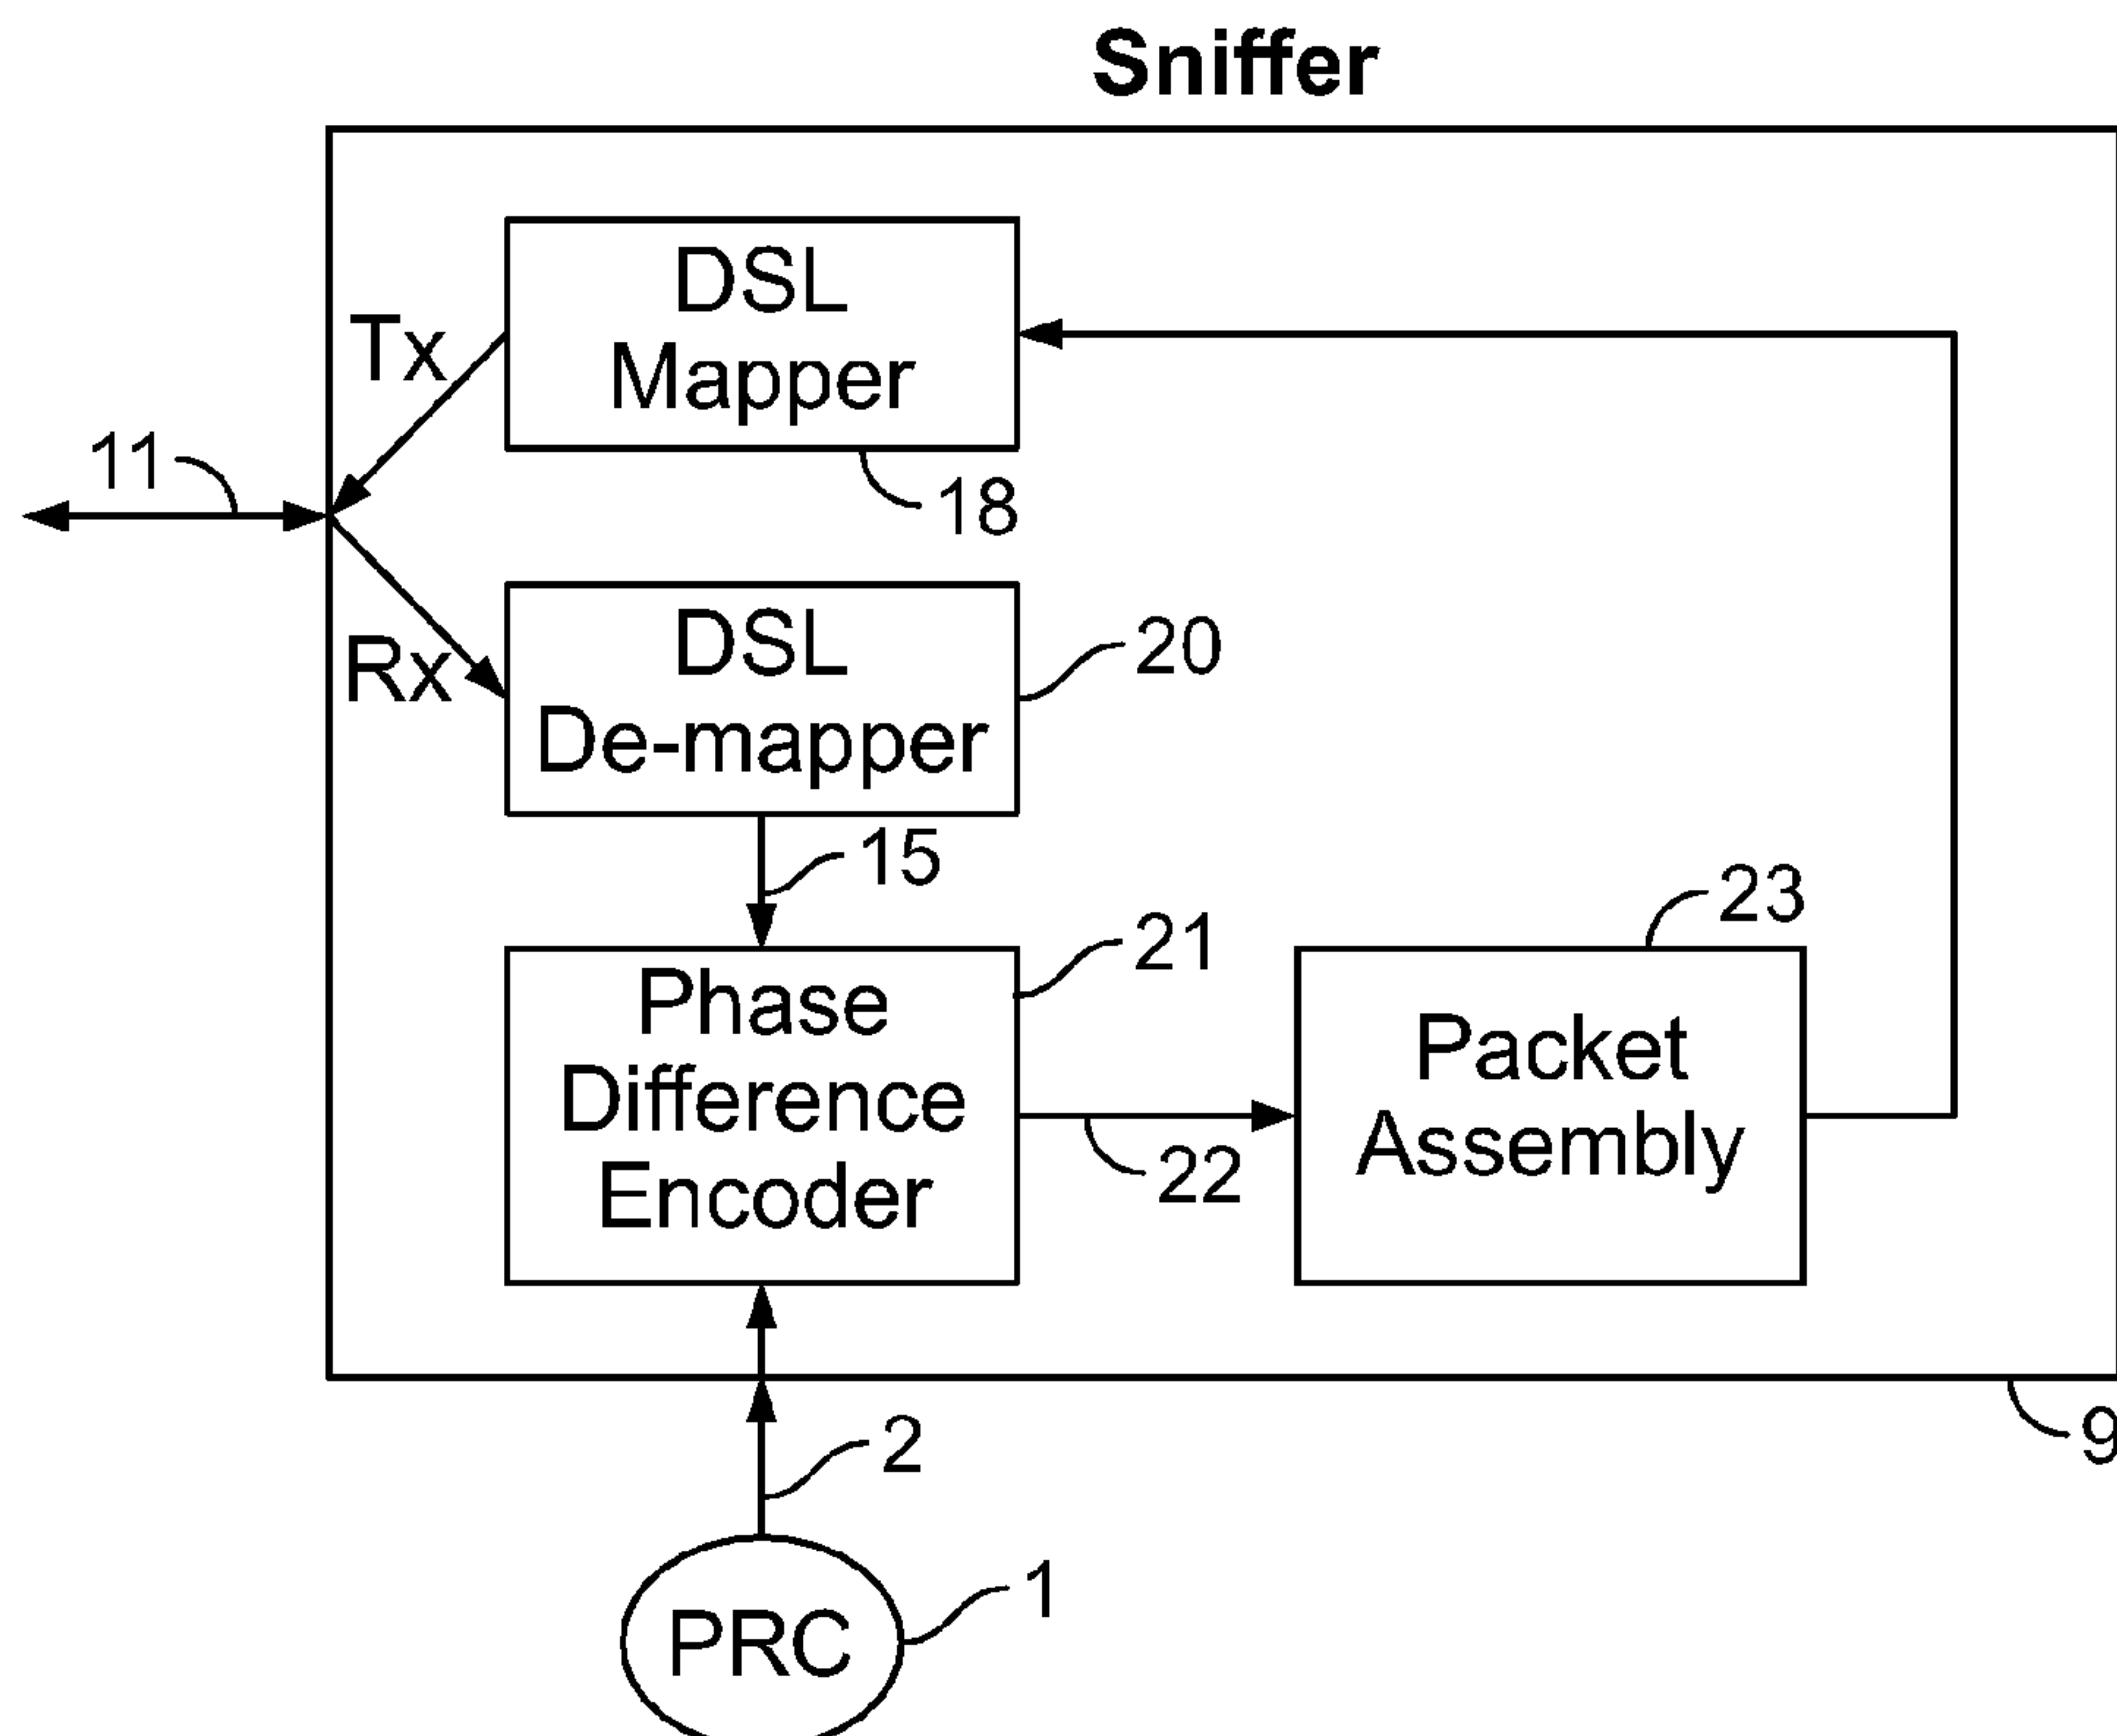 Sniffer
DSL
Mapper
Tx
11
18
DSL
De-mapper
20
Rx
15
21
23
Phase
Difference
Encoder
Packet
Assembly
22
2
9
1
PRC